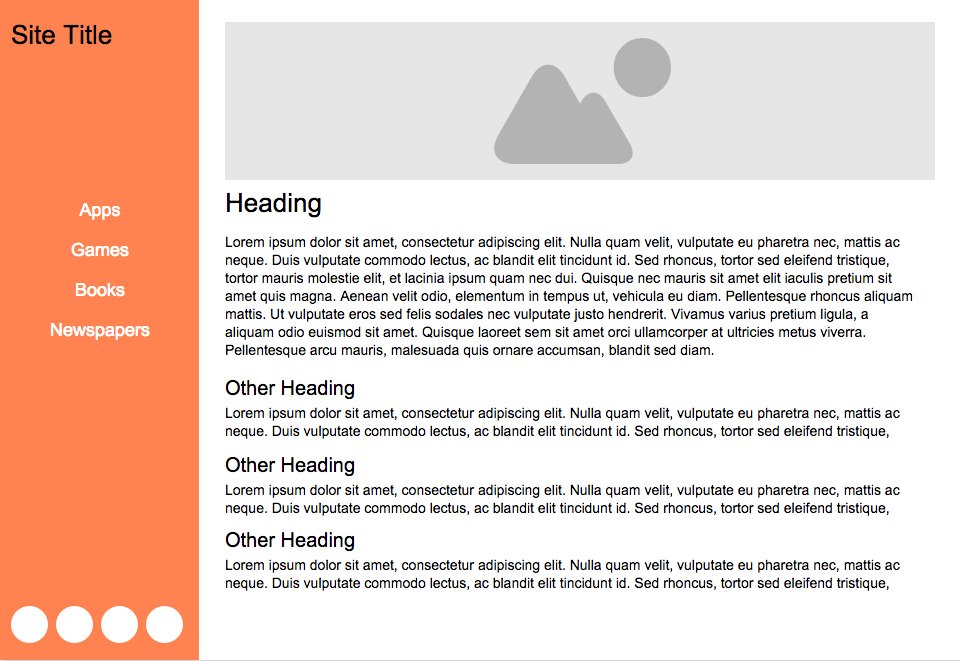 Site Title
Apps
Games
Books
Newspapers
Heading
Lorem ipsum dolor sit amet, consectetur adipiscing elit. Nulla quam velit, vulputate eu pharetra nec, mattis ac
neque. Duis vulputate commodo lectus, ac blandit elit tincidunt id. Sed rhoncus, tortor sed eleifend tristique,
tortor mauris molestie elit, et lacinia ipsum quam nec dui. Quisque nec mauris sit amet elit iaculis pretium sit
amet quis magna. Aenean velit odio, elementum in tempus ut, vehicula eu diam. Pellentesque rhoncus aliquam
mattis. Ut vulputate eros sed felis sodales nec vulputate justo hendrerit. Vivamus varius pretium ligula, a
aliquam odio euismod sit amet. Quisque laoreet sem sit amet orci ullamcorper at ultricies metus viverra.
Pellentesque arcu mauris, malesuada quis ornare accumsan, blandit sed diam.
Other Heading
Lorem ipsum dolor sit amet, consectetur adipiscing elit. Nulla quam velit, vulputate eu pharetra nec, mattis ac
neque. Duis vulputate commodo lectus, ac blandit elit tincidunt id. Sed rhoncus, tortor sed eleifend tristique,
Other Heading
Lorem ipsum dolor sit amet, consectetur adipiscing elit. Nulla quam velit, vulputate eu pharetra nec, mattis ac
neque. Duis vulputate commodo lectus, ac blandit elit tincidunt id. Sed rhoncus, tortor sed eleifend tristique,
Other Heading
Lorem ipsum dolor sit amet, consectetur adipiscing elit. Nulla quam velit, vulputate eu pharetra nec, mattis ac
neque. Duis vulputate commodo lectus, ac blandit elit tincidunt id. Sed rhoncus, tortor sed eleifend tristique,